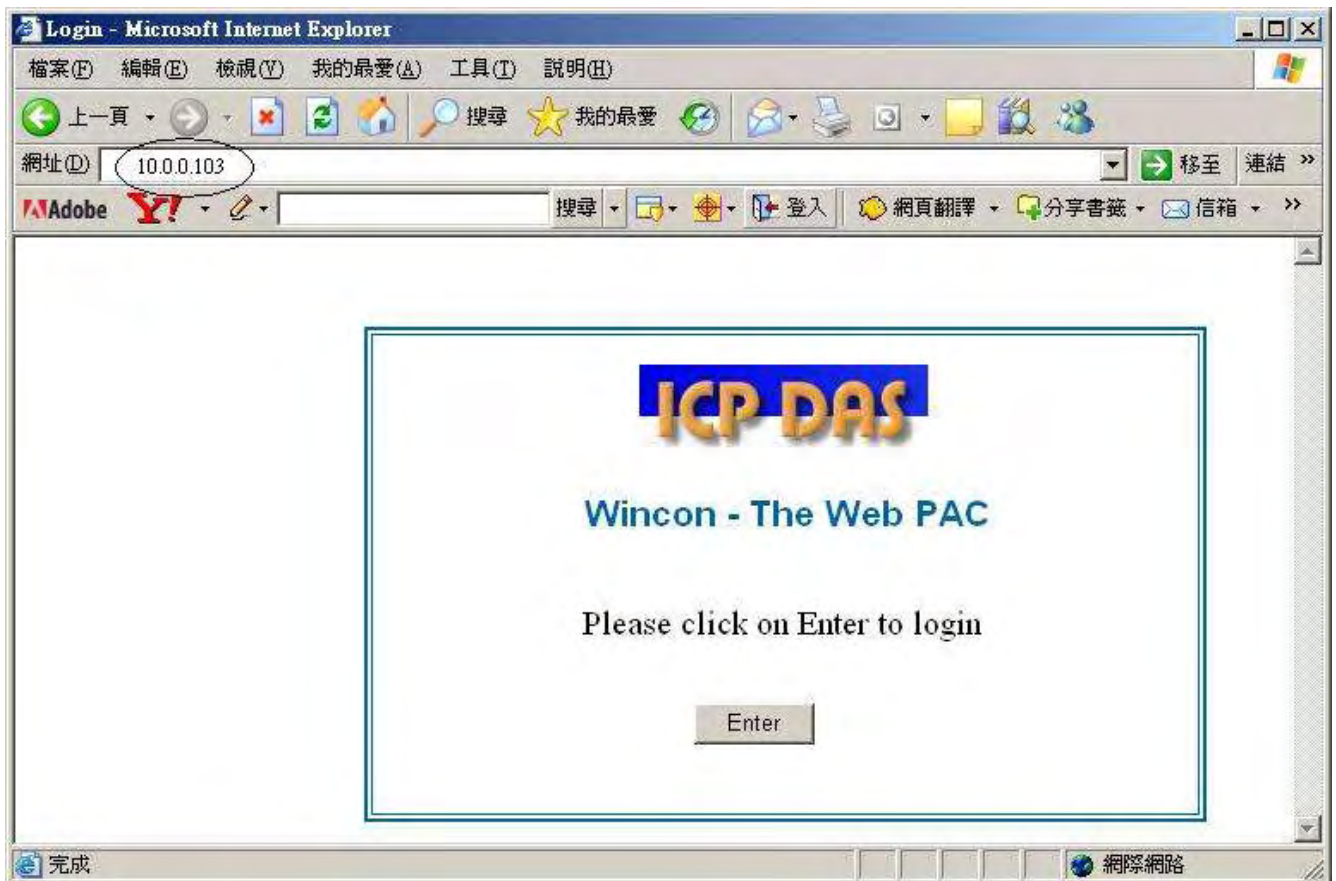 Login - Microsoft Internet Explorer
檔案(F) 編輯(E) 檢視(V) 我的最愛(A) 工具(T) 說明(H)
上一頁 搜尋 我的最愛
網址(D) 10.0.0.103 移至 連結 »
Adobe Y! 搜尋 登入 網頁翻譯 分享書籤 信箱 »
ICP DAS
Wincon - The Web PAC
Please click on Enter to login
Enter
完成 網際網路